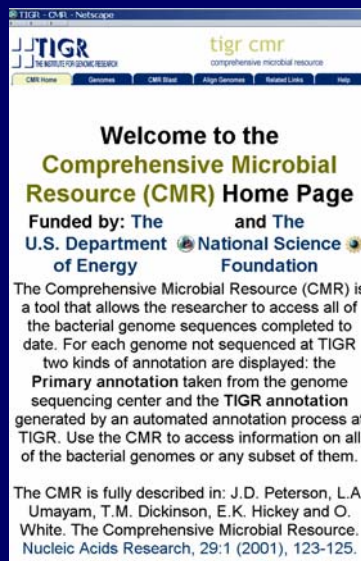 TIGR - CMR - Netscape
TIGR
THE INSTITUTE FOR GENOMIC RESEARCH
tigr cmr
comprehensive microbial resource
CMR Home Genomes CMR Blast Align Genomes Related Links Help
Welcome to the
Comprehensive Microbial
Resource (CMR) Home Page
Funded by: The and The
U.S. Department National Science
of Energy Foundation
The Comprehensive Microbial Resource (CMR) is
a tool that allows the researcher to access all of
the bacterial genome sequences completed to
date. For each genome not sequenced at TIGR
two kinds of annotation are displayed: the
Primary annotation taken from the genome
sequencing center and the TIGR annotation
generated by an automated annotation process at
TIGR. Use the CMR to access information on all
of the bacterial genomes or any subset of them.
The CMR is fully described in: J.D. Peterson, L.A.
Umayam, T.M. Dickinson, E.K. Hickey and O.
White. The Comprehensive Microbial Resource.
Nucleic Acids Research, 29:1 (2001), 123-125.